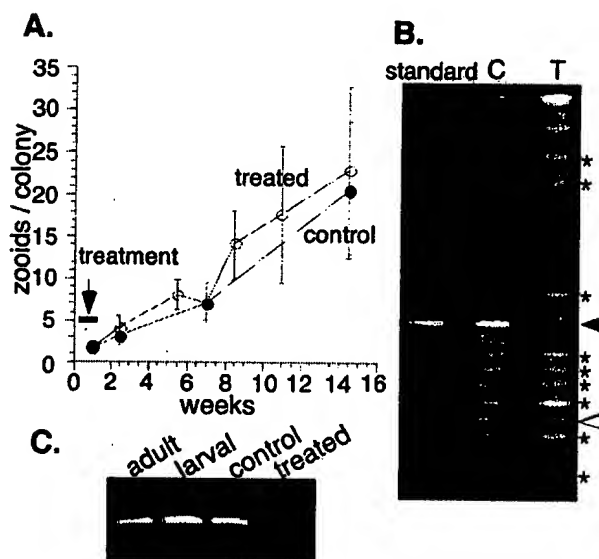 A.
35
30
25
20
15
10
5
0
zooids / colony
treatment
treated
control
0 2 4 6 8 10 12 14 16
weeks
B.
standard C T
*
*
*
*
*
*
*
*
*
C.
adult larval control treated